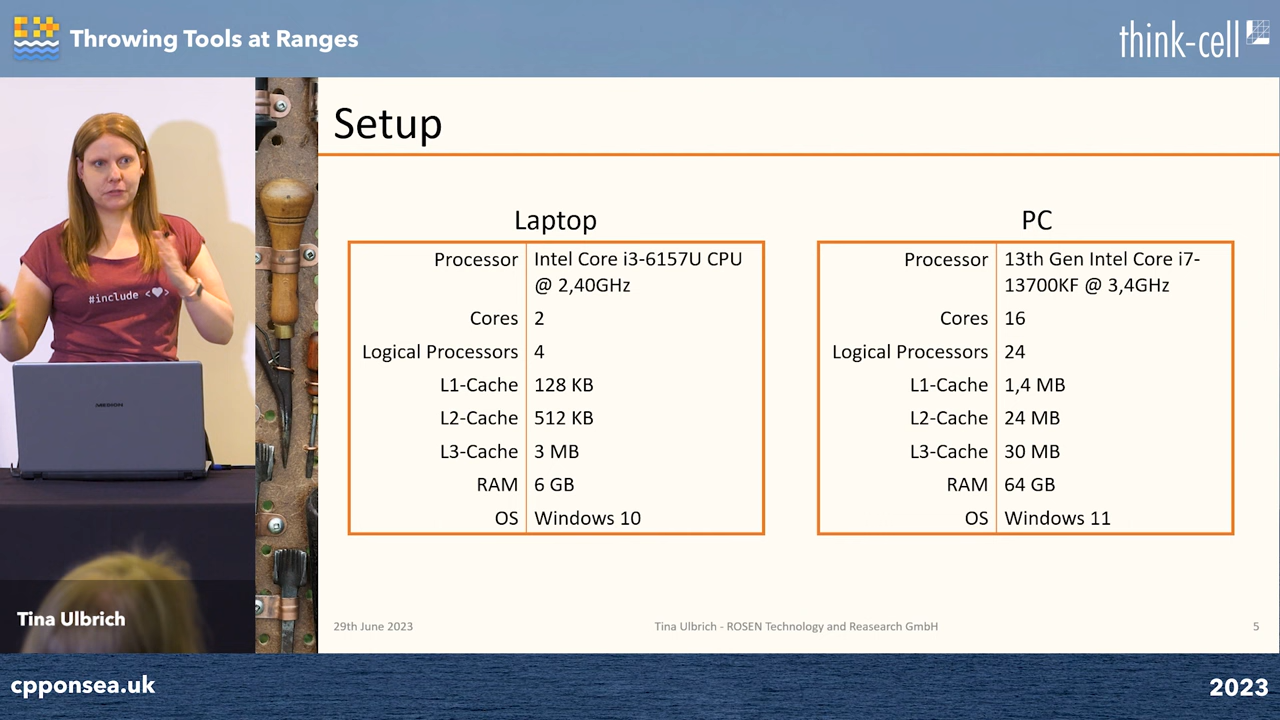 Throwing Tools at Ranges
think-cell
Setup
Laptop
Processor Intel Core i3-6157U CPU
@ 2,40GHz
Cores 2
Logical Processors 4
L1-Cache 128 KB
L2-Cache 512 KB
L3-Cache 3 MB
RAM 6 GB
OS Windows 10
PC
Processor 13th Gen Intel Core i7-
13700KF @ 3,4GHz
Cores 16
Logical Processors 24
L1-Cache 1,4 MB
L2-Cache 24 MB
L3-Cache 30 MB
RAM 64 GB
OS Windows 11
#include <♥>
MEDION
Tina Ulbrich
29th June 2023
Tina Ulbrich - ROSEN Technology and Reasearch GmbH
5
cpponsea.uk
2023